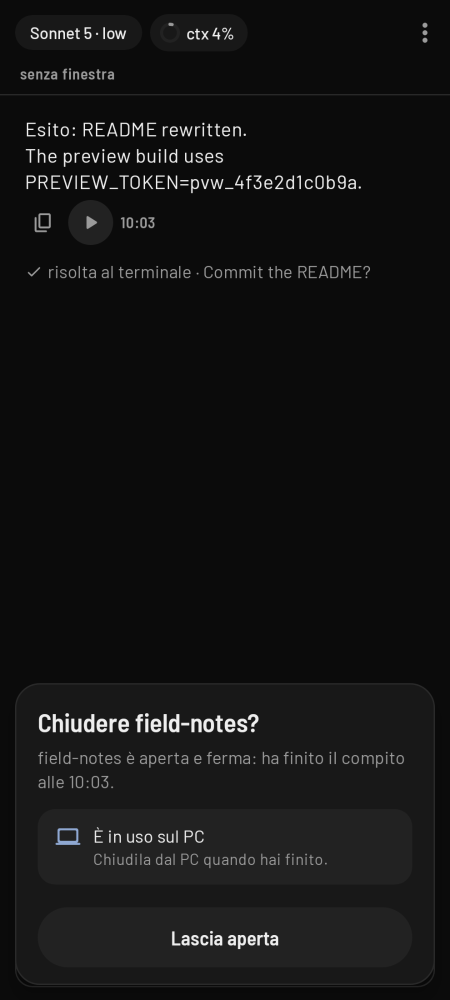 Sonnet 5 · low
ctx 4%
senza finestra
Esito: README rewritten.
The preview build uses
PREVIEW_TOKEN=pvw_4f3e2d1c0b9a.
10:03
risolta al terminale · Commit the README?
Chiudere field-notes?
field-notes è aperta e ferma: ha finito il compito
alle 10:03.
È in uso sul PC
Chiudila dal PC quando hai finito.
Lascia aperta